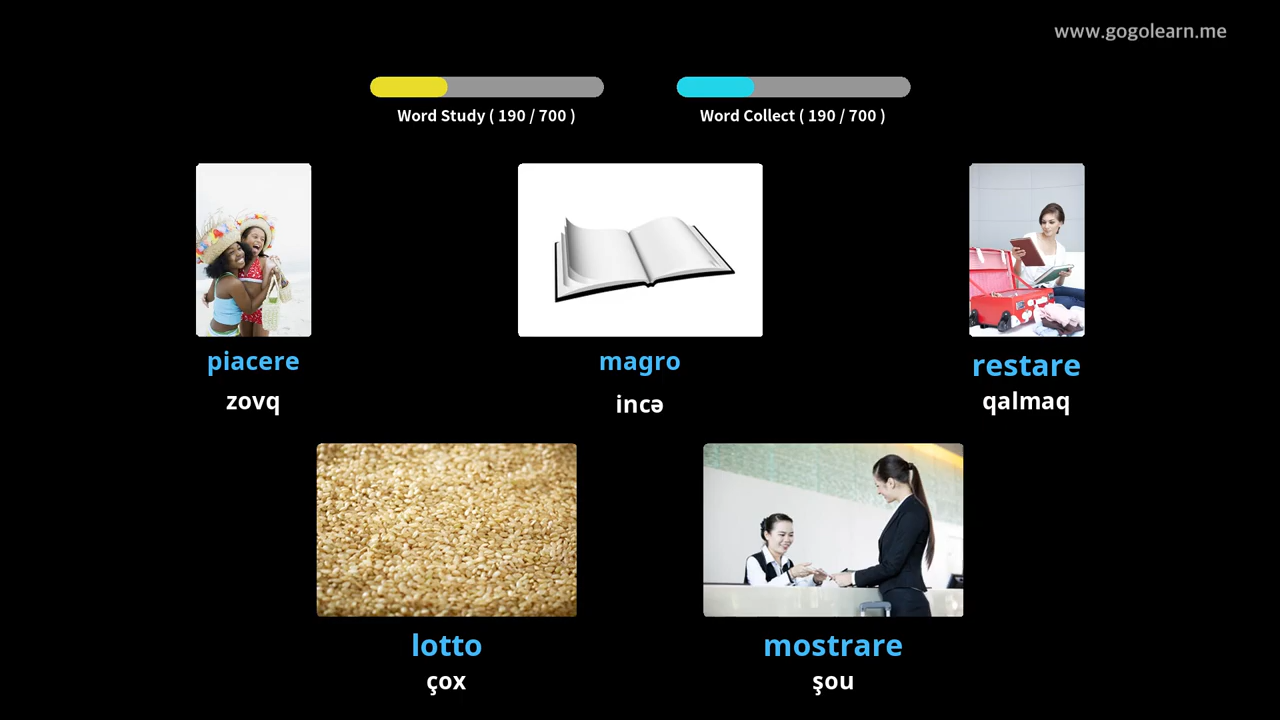 www.gogolearn.me
Word Study ( 190 / 700 )
Word Collect ( 190 / 700 )
piacere
zovq
magro
incə
restare
qalmaq
lotto
çox
mostrare
şou